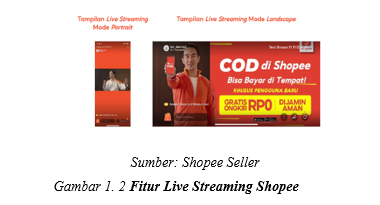 Tampilan Live Streaming
Mode Portrait
Tampilan Live Streaming Mode Landscape
COD di Shopee
Bisa Bayar di Tempat!
KHUSUS PENGGUNA BARU
GRATIS
ONGKIR
RP0
DIJAMIN
AMAN
Sumber: Shopee Seller
Gambar 1. 2 Fitur Live Streaming Shopee